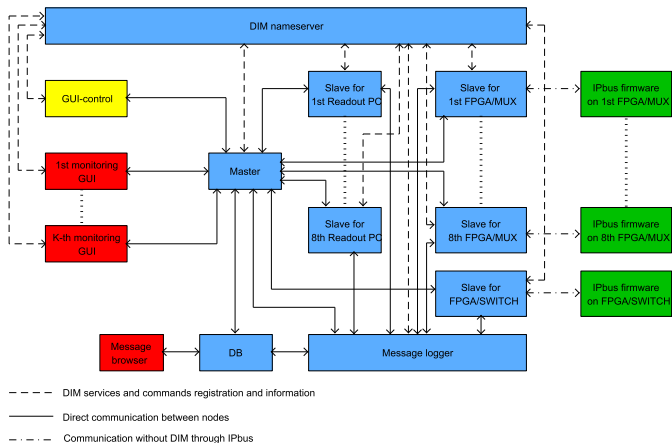 DIM nameserver
GUI-control
Slave for
1st Readout PC
Slave for
1st FPGA/MUX
IPbus firmware
on 1st FPGA/MUX
1st monitoring
GUI
Master
K-th monitoring
GUI
Slave for
8th Readout PC
Slave for
8th FPGA/MUX
IPbus firmware
on 8th FPGA/MUX
Slave for
FPGA/SWITCH
IPbus firmware
on FPGA/SWITCH
Message
browser
DB
Message logger
DIM services and commands registration and information
Direct communication between nodes
Communication without DIM through IPbus